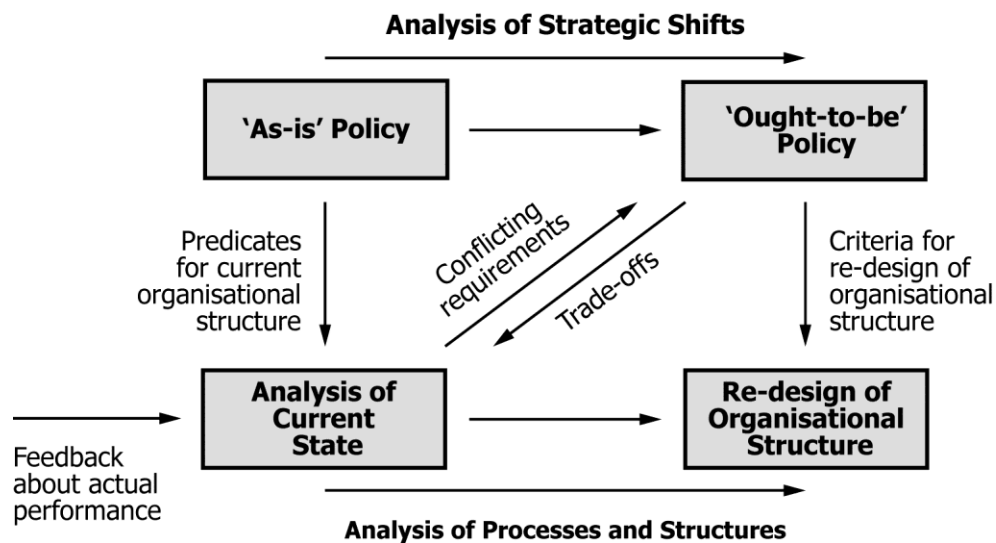 Analysis of Strategic Shifts
‘As-is’ Policy
‘Ought-to-be’
Policy
Predicates
for current
organisational
structure
Conflicting
requirements
Trade-offs
Criteria for
re-design of
organisational
structure
Analysis of
Current
State
Re-design of
Organisational
Structure
Feedback
about actual
performance
Analysis of Processes and Structures